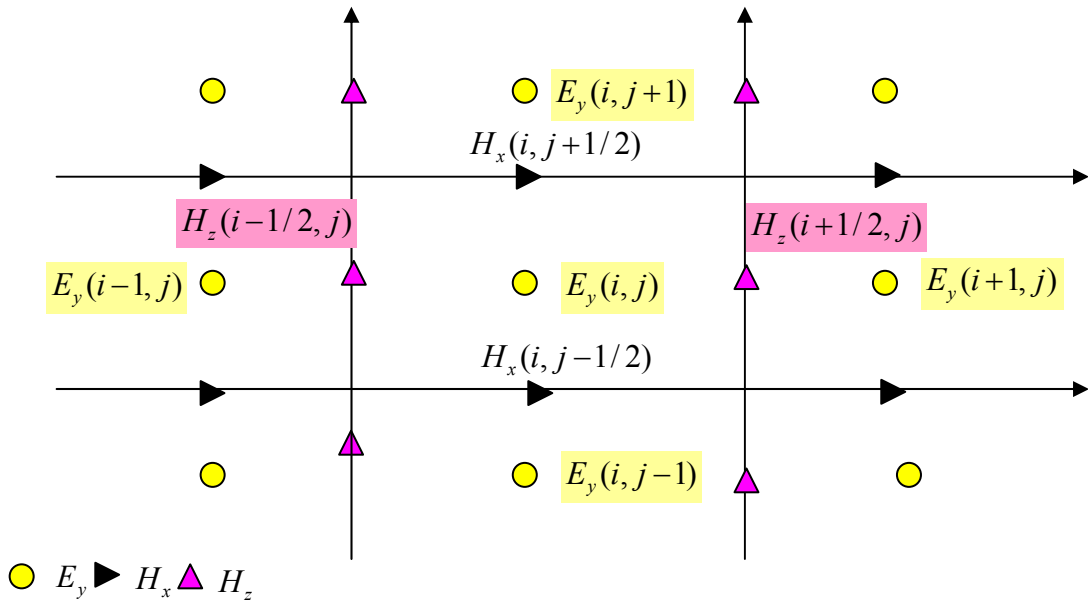 E_y(i, j+1)
H_x(i, j+1/2)
H_z(i−1/2, j)
H_z(i+1/2, j)
E_y(i−1, j)
E_y(i, j)
E_y(i+1, j)
H_x(i, j−1/2)
E_y(i, j−1)
E_y H_x H_z